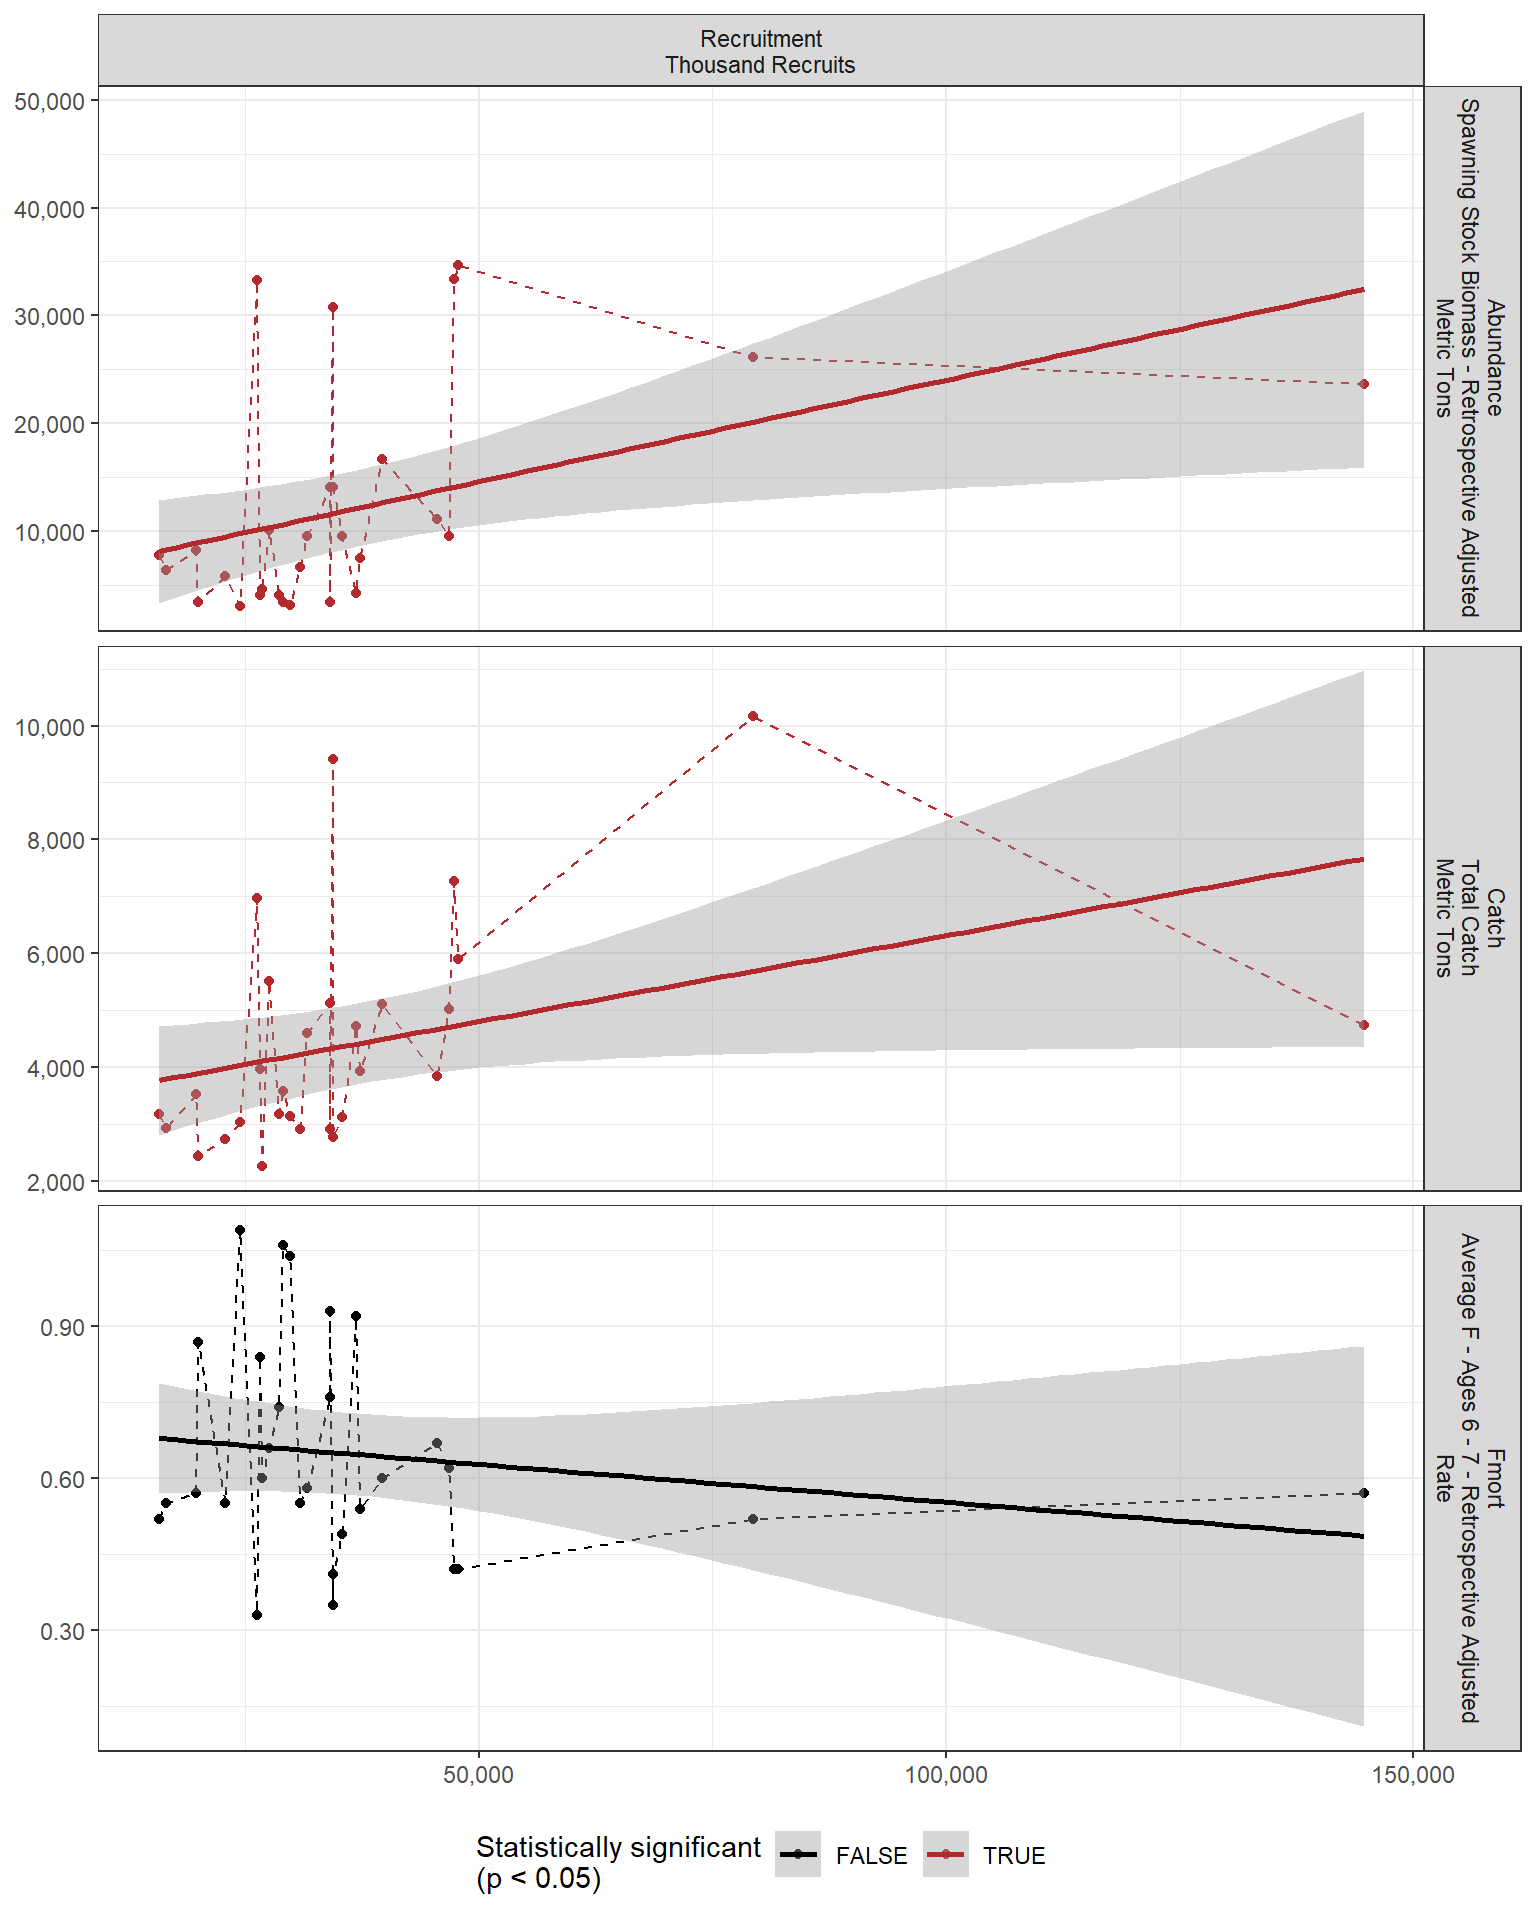 Recruitment
Thousand Recruits
50,000
40,000
30,000
20,000
10,000
Abundance
Spawning Stock Biomass - Retrospective Adjusted
Metric Tons
10,000
8,000
6,000
4,000
2,000
Catch
Total Catch
Metric Tons
0.90
0.60
0.30
Fmort
Average F - Ages 6 - 7 - Retrospective Adjusted
Rate
50,000
100,000
150,000
Statistically significant
(p < 0.05)
FALSE
TRUE